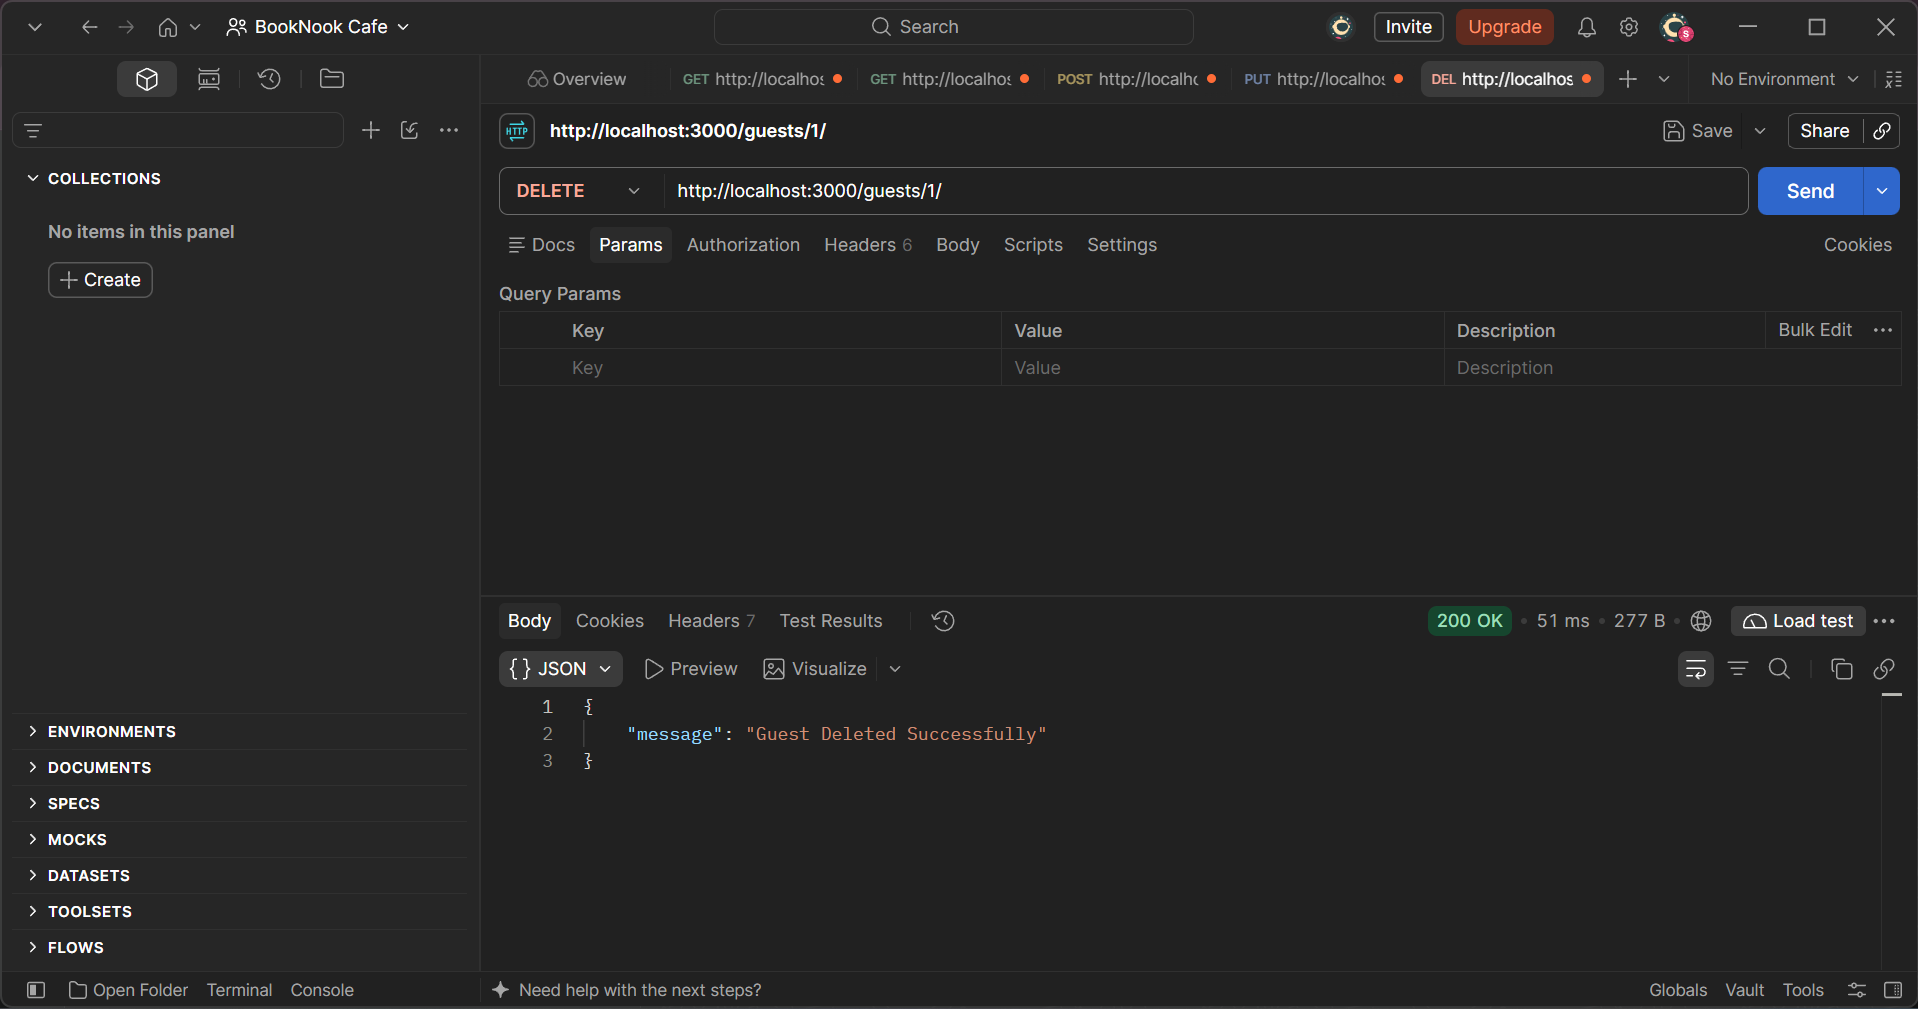 BookNook Cafe
Search
Invite
Upgrade
S
Overview
GET http://localhos
GET http://localhos
POST http://localhc
PUT http://localhos
DEL http://localhos
No Environment
HTTP http://localhost:3000/guests/1/
Save
Share
COLLECTIONS
No items in this panel
Create
DELETE http://localhost:3000/guests/1/
Send
Docs Params Authorization Headers 6 Body Scripts Settings Cookies
Query Params
Key Value Description Bulk Edit
Key Value Description
Body Cookies Headers 7 Test Results
200 OK • 51 ms • 277 B
Load test
{} JSON Preview Visualize
1 {
2 "message": "Guest Deleted Successfully"
3 }
ENVIRONMENTS
DOCUMENTS
SPECS
MOCKS
DATASETS
TOOLSETS
FLOWS
Open Folder Terminal Console
Need help with the next steps?
Globals Vault Tools